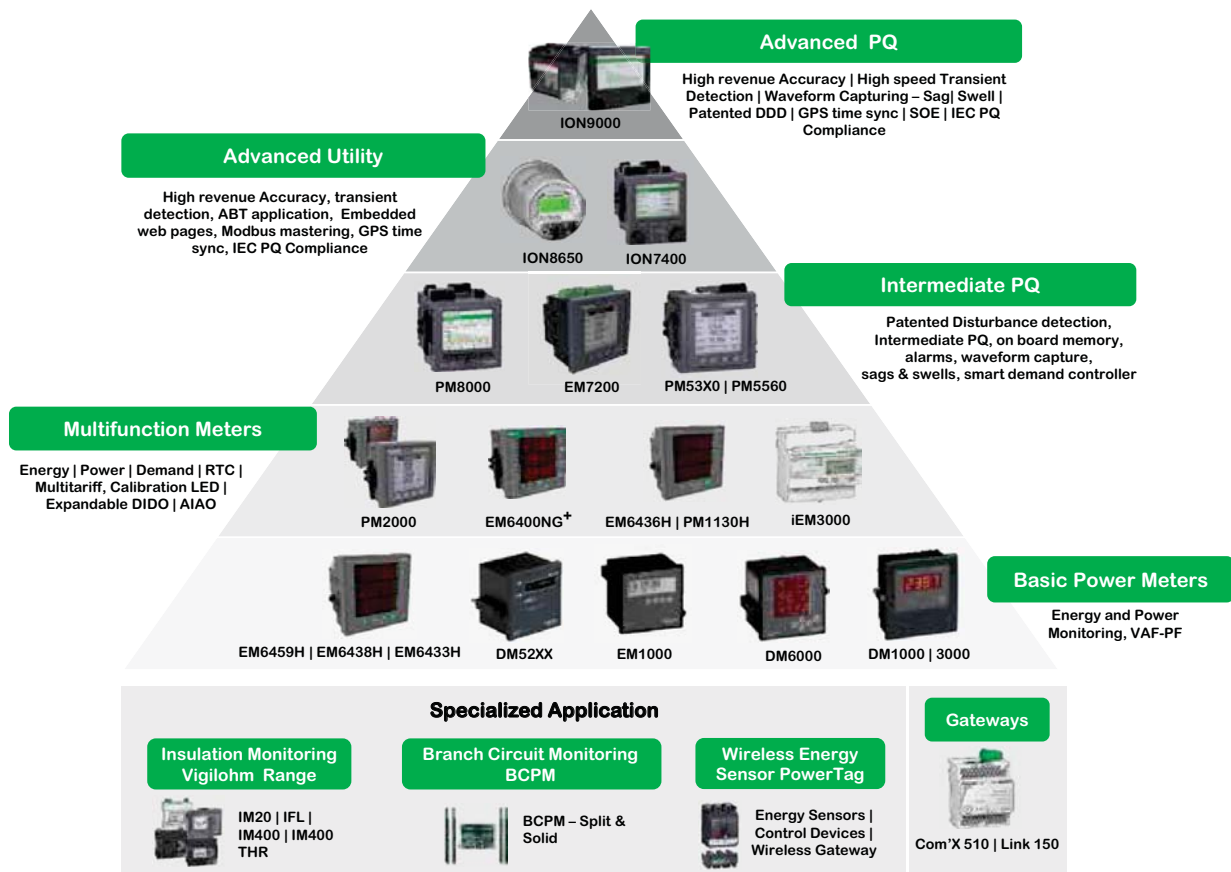 Advanced PQ
High revenue Accuracy | High speed Transient
Detection | Waveform Capturing – Sag| Swell |
Patented DDD | GPS time sync | SOE | IEC PQ
Compliance
ION9000
Advanced Utility
High revenue Accuracy, transient
detection, ABT application, Embedded
web pages, Modbus mastering, GPS time
sync, IEC PQ Compliance
ION8650
ION7400
Intermediate PQ
Patented Disturbance detection,
Intermediate PQ, on board memory,
alarms, waveform capture,
sags & swells, smart demand controller
PM8000
EM7200
PM53X0 | PM5560
Multifunction Meters
Energy | Power | Demand | RTC |
Multitariff, Calibration LED |
Expandable DIDO | AIAO
PM2000
EM6400NG+
EM6436H | PM1130H
iEM3000
Basic Power Meters
Energy and Power
Monitoring, VAF-PF
EM6459H | EM6438H | EM6433H
DM52XX
EM1000
DM6000
DM1000 | 3000
Specialized Application
Insulation Monitoring
Vigilohm Range
IM20 | IFL |
IM400 | IM400
THR
Branch Circuit Monitoring
BCPM
BCPM – Split &
Solid
Wireless Energy
Sensor PowerTag
Energy Sensors |
Control Devices |
Wireless Gateway
Gateways
Com'X 510 | Link 150